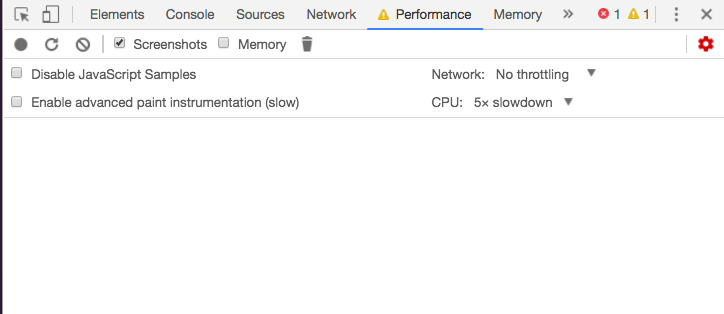 Elements Console Sources Network Performance Memory » 1 1
Screenshots Memory
Disable JavaScript Samples Network: No throttling
Enable advanced paint instrumentation (slow) CPU: 5× slowdown